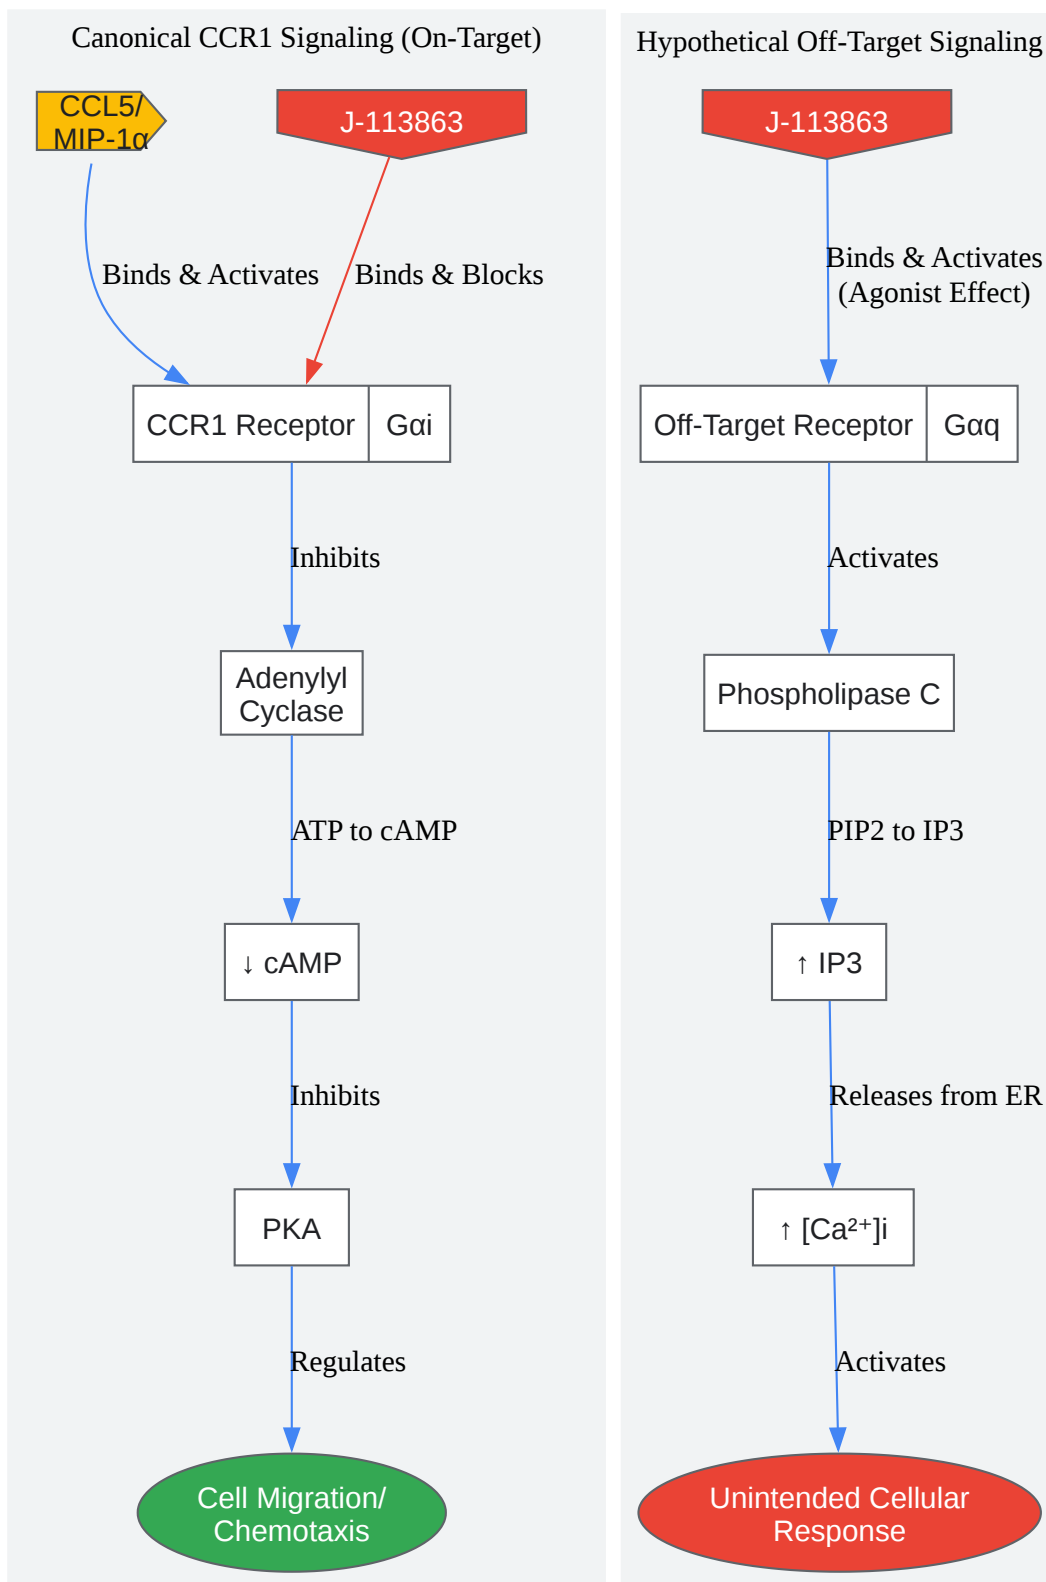 Canonical CCR1 Signaling (On-Target)
CCL5/
MIP-1α
J-113863
Binds & Activates
Binds & Blocks
CCR1 Receptor
Gαi
Inhibits
Adenylyl
Cyclase
ATP to cAMP
↓ cAMP
Inhibits
PKA
Regulates
Cell Migration/
Chemotaxis
Hypothetical Off-Target Signaling
J-113863
Binds & Activates
(Agonist Effect)
Off-Target Receptor
Gαq
Activates
Phospholipase C
PIP2 to IP3
↑ IP3
Releases from ER
↑ [Ca²⁺]i
Activates
Unintended Cellular
Response